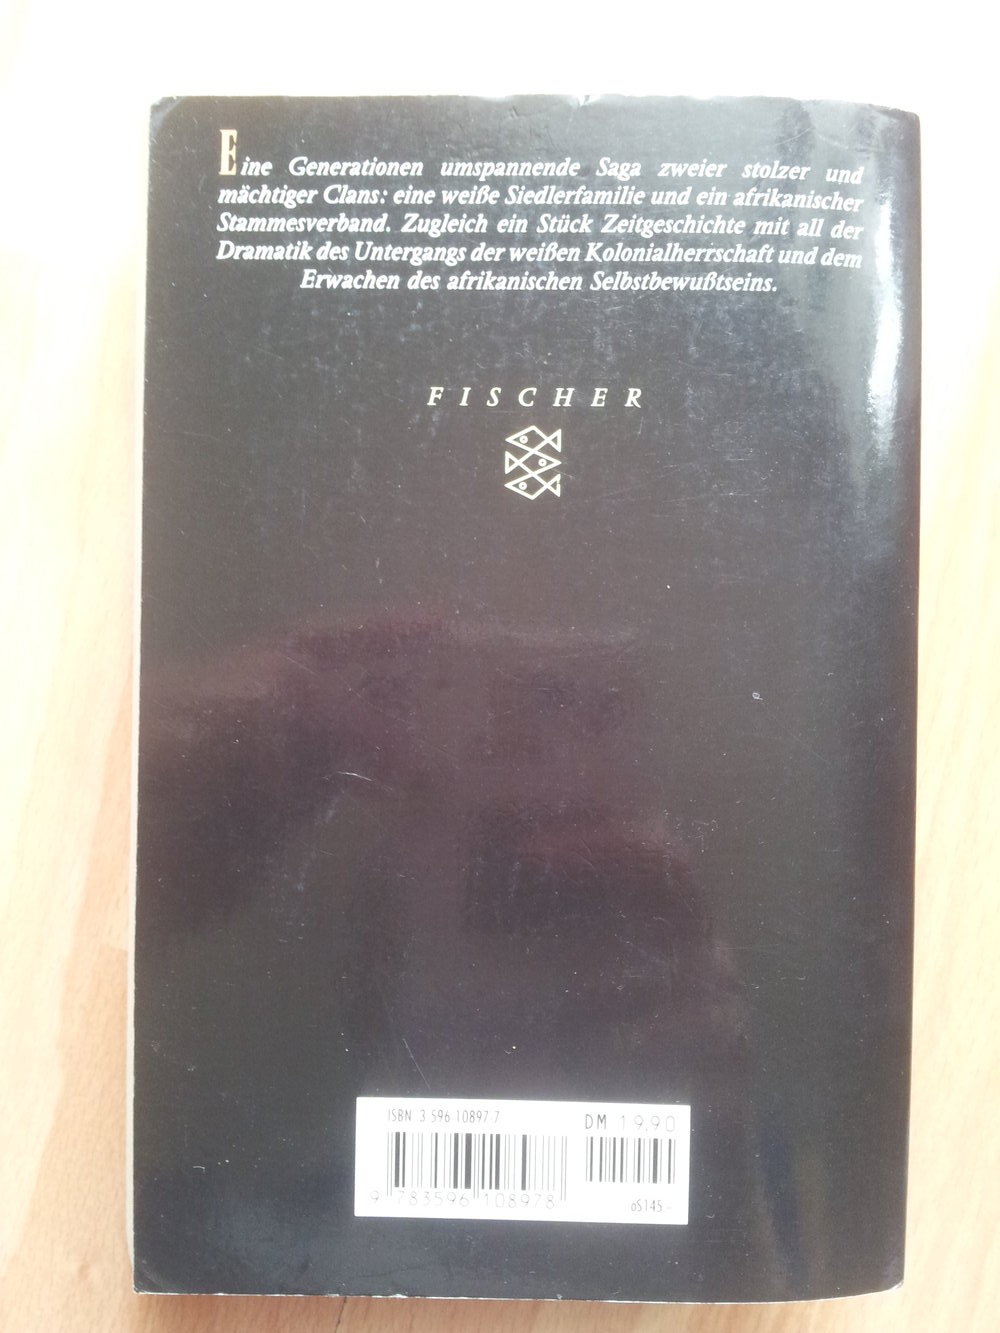 Eine Generationen umspannende Saga zweier stolzer und
mächtiger Clans: eine weiße Siedlerfamilie und ein afrikanischer
Stammesverband. Zugleich ein Stück Zeitgeschichte mit all der
Dramatik des Untergangs der weißen Kolonialherrschaft und dem
Erwachen des afrikanischen Selbstbewußtseins.
FISCHER
ISBN 3 596 10897 7
DM 19.90
9 783596 108978
öS145 -